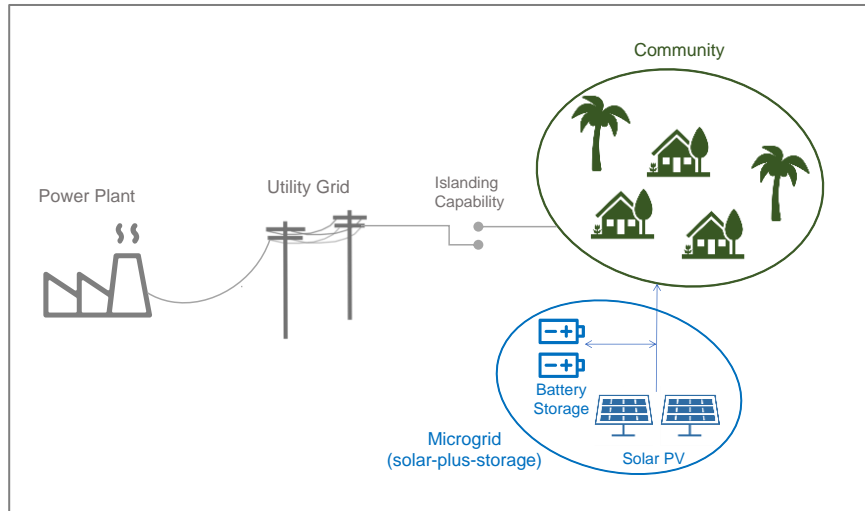 Community
Power Plant
Utility Grid
Islanding
Capability
Battery
Storage
Microgrid
(solar-plus-storage)
Solar PV